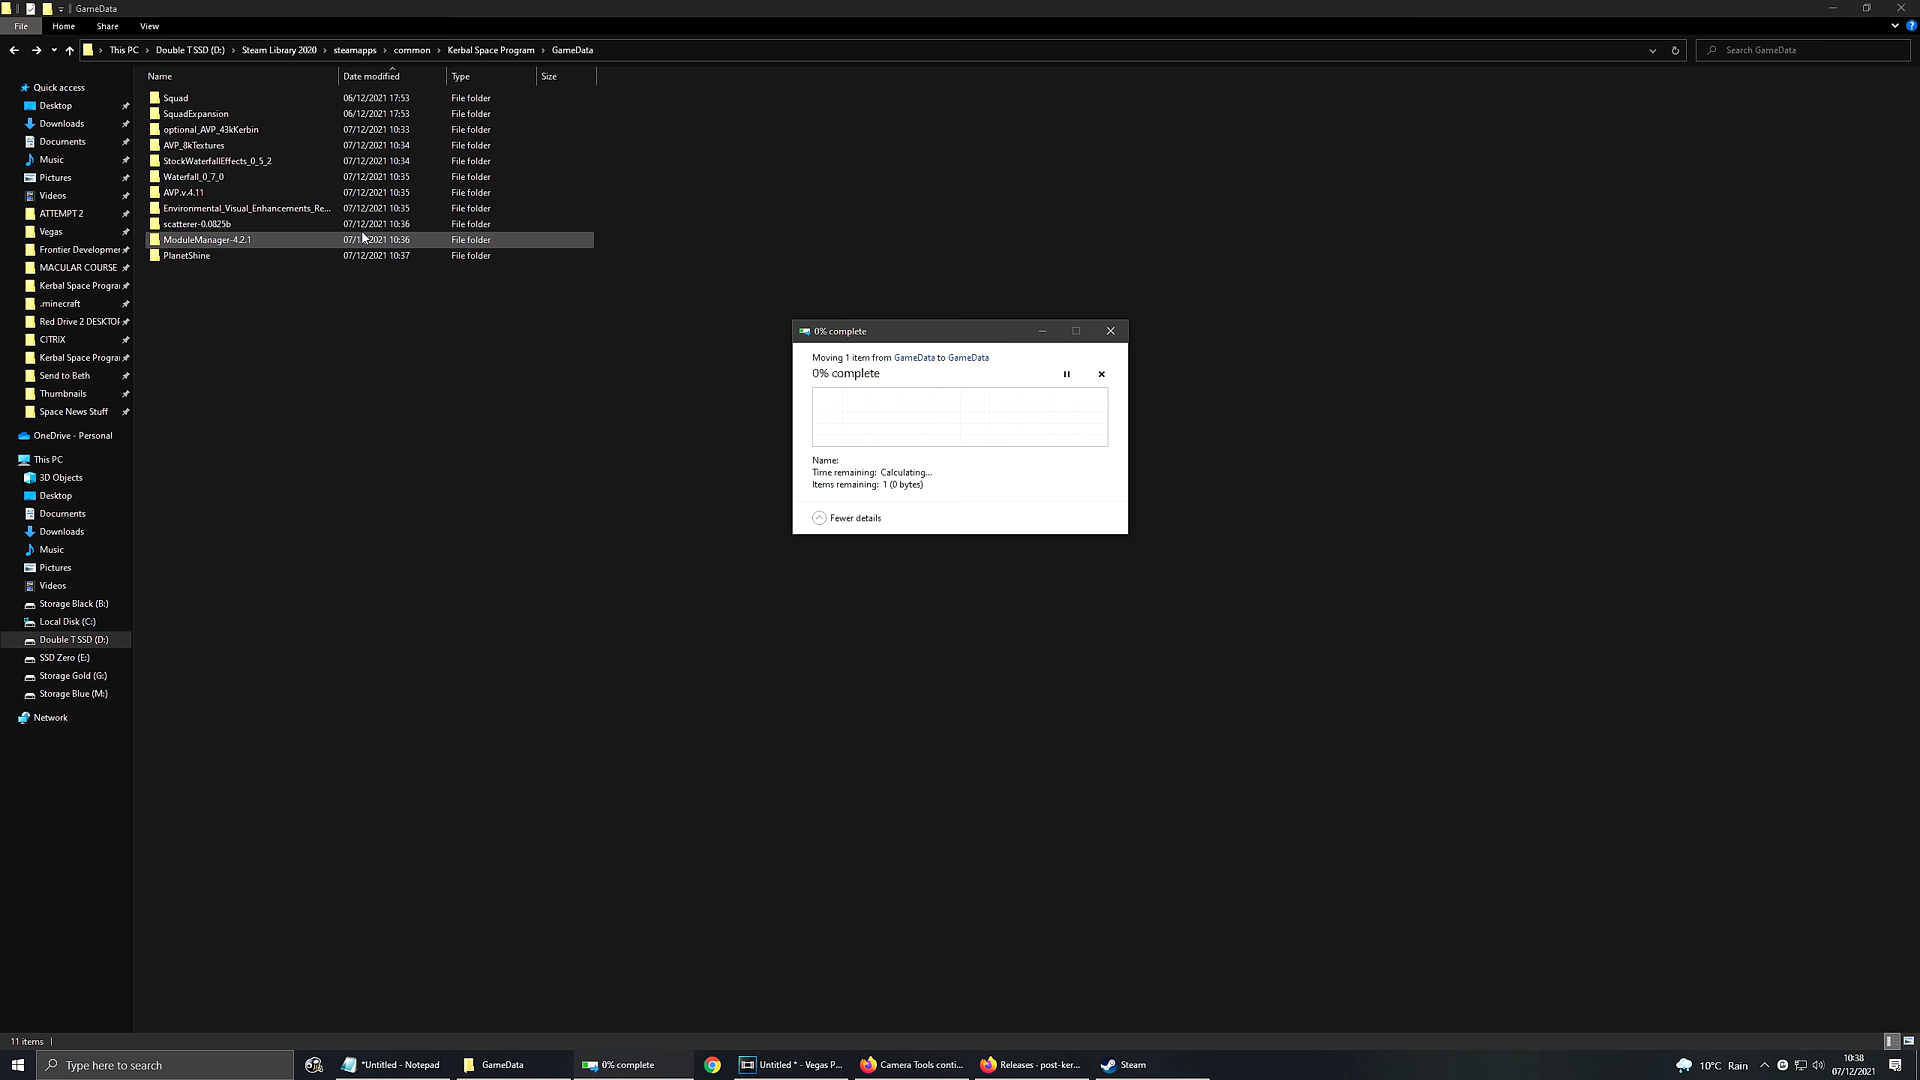 GameData
File Home Share View
This PC › Double T SSD (D:) › Steam Library 2020 › steamapps › common › Kerbal Space Program › GameData
Search GameData
Name Date modified Type Size
Squad 06/12/2021 17:53 File folder
SquadExpansion 06/12/2021 17:53 File folder
optional_AVP_43kKerbin 07/12/2021 10:33 File folder
AVP_8kTextures 07/12/2021 10:34 File folder
StockWaterfallEffects_0_5_2 07/12/2021 10:34 File folder
Waterfall_0_7_0 07/12/2021 10:35 File folder
AVP.v.4.11 07/12/2021 10:35 File folder
Environmental_Visual_Enhancements_Re... 07/12/2021 10:35 File folder
scatterer-0.0825b 07/12/2021 10:36 File folder
ModuleManager-4.2.1 07/12/2021 10:36 File folder
PlanetShine 07/12/2021 10:37 File folder
Quick access
Desktop
Downloads
Documents
Music
Pictures
Videos
ATTEMPT 2
Vegas
Frontier Developmen
MACULAR COURSE
Kerbal Space Progra
.minecraft
Red Drive 2 DESKTOP
CITRIX
Kerbal Space Progra
Send to Beth
Thumbnails
Space News Stuff
OneDrive - Personal
This PC
3D Objects
Desktop
Documents
Downloads
Music
Pictures
Videos
Storage Black (B:)
Local Disk (C:)
Double T SSD (D:)
SSD Zero (E:)
Storage Gold (G:)
Storage Blue (M:)
Network
0% complete
Moving 1 item from GameData to GameData
0% complete
Name:
Time remaining: Calculating...
Items remaining: 1 (0 bytes)
Fewer details
11 items
Type here to search
*Untitled - Notepad
GameData
0% complete
Untitled * - Vegas P...
Camera Tools conti...
Releases · post-ker...
Steam
10°C Rain
10:38
07/12/2021